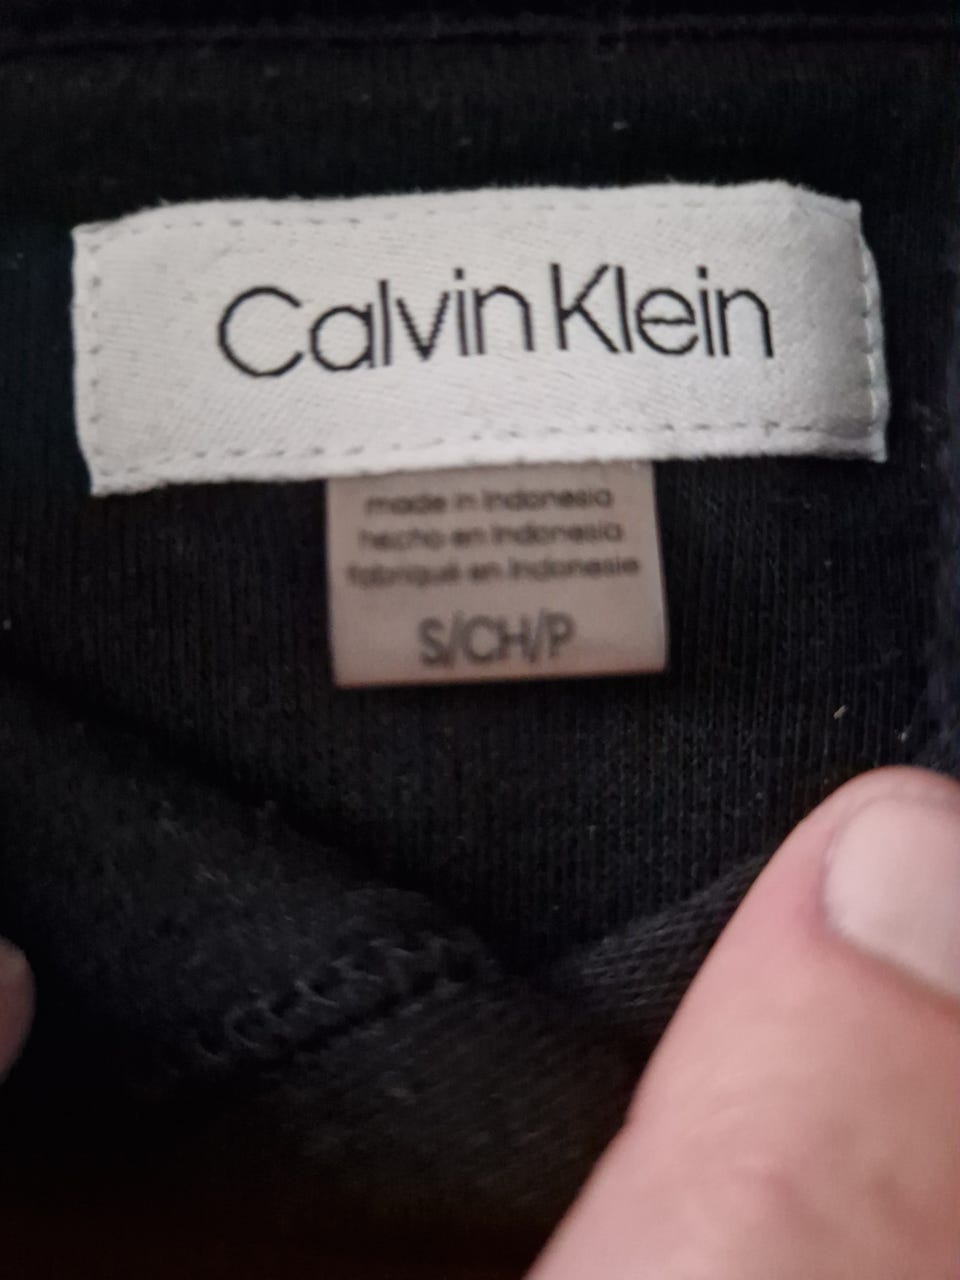 Calvin Klein
made in Indonesia
hecho en Indonesia
fabriqué en Indonesie
S/CH/P